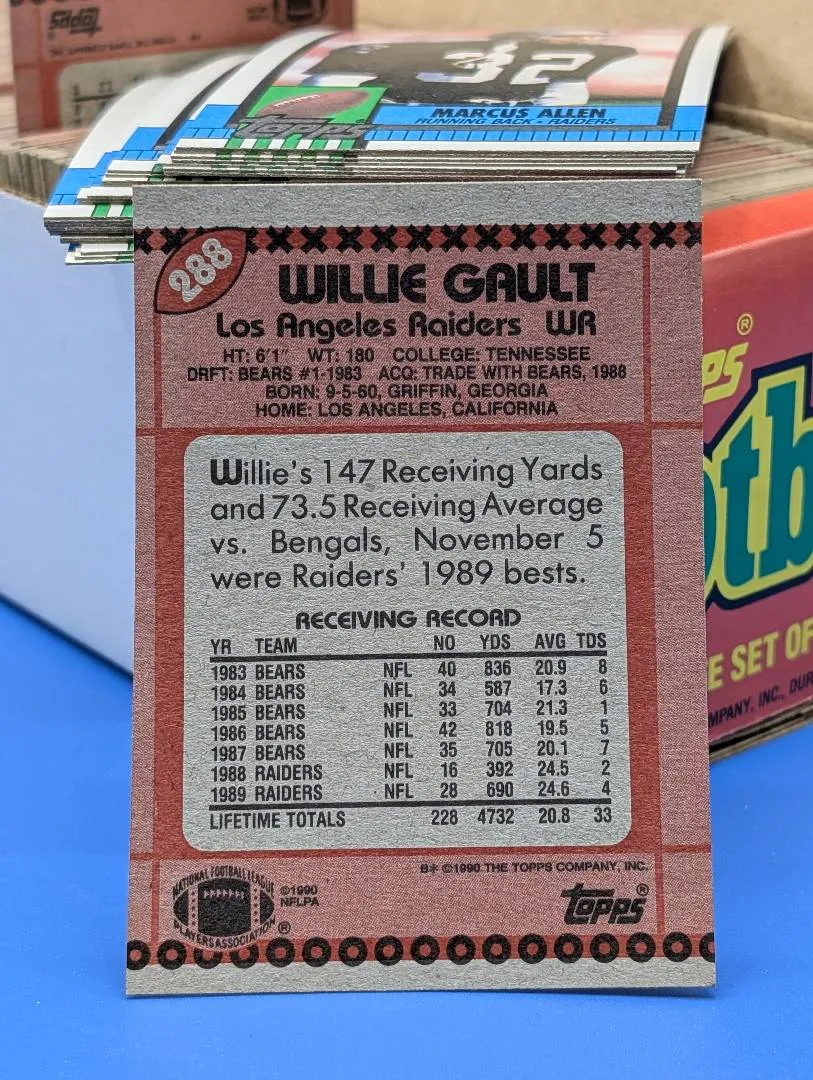 Topps
32
MARCUS ALLEN
RUNNING BACK • RAIDERS
Topps®
288
WILLIE GAULT
Los Angeles Raiders WR
HT: 6'1" WT: 180 COLLEGE: TENNESSEE
DRFT: BEARS #1-1983 ACQ: TRADE WITH BEARS, 1988
BORN: 9-5-60, GRIFFIN, GEORGIA
HOME: LOS ANGELES, CALIFORNIA
Willie's 147 Receiving Yards
and 73.5 Receiving Average
vs. Bengals, November 5
were Raiders' 1989 bests.
RECEIVING RECORD
YR TEAM NO YDS AVG TDS
1983 BEARS NFL 40 836 20.9 8
1984 BEARS NFL 34 587 17.3 6
1985 BEARS NFL 33 704 21.3 1
1986 BEARS NFL 42 818 19.5 5
1987 BEARS NFL 35 705 20.1 7
1988 RAIDERS NFL 16 392 24.5 2
1989 RAIDERS NFL 28 690 24.6 4
LIFETIME TOTALS 228 4732 20.8 33
B* ©1990 THE TOPPS COMPANY, INC.
NATIONAL FOOTBALL LEAGUE
PLAYERS ASSOCIATION ®
©1990
NFLPA
Topps®
PS®
otb
E SET OF
MPANY, INC., DUR